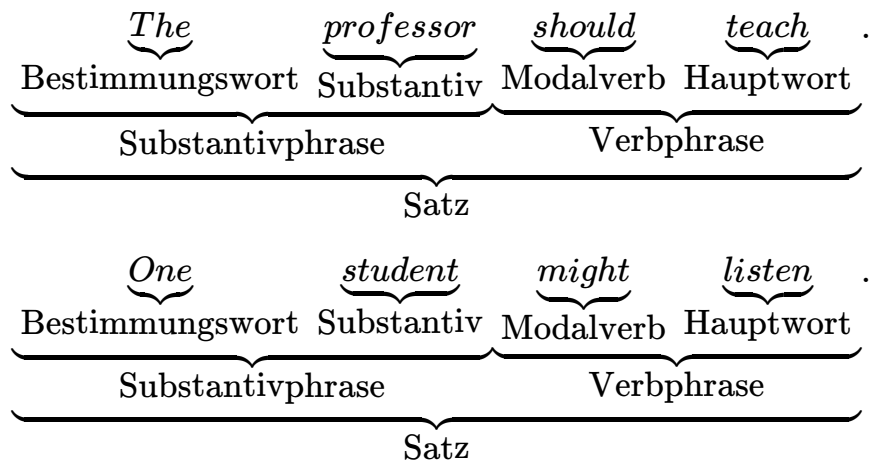 The professor should teach .
Bestimmungswort Substantiv Modalverb Hauptwort
Substantivphrase Verbphrase
Satz
One student might listen .
Bestimmungswort Substantiv Modalverb Hauptwort
Substantivphrase Verbphrase
Satz